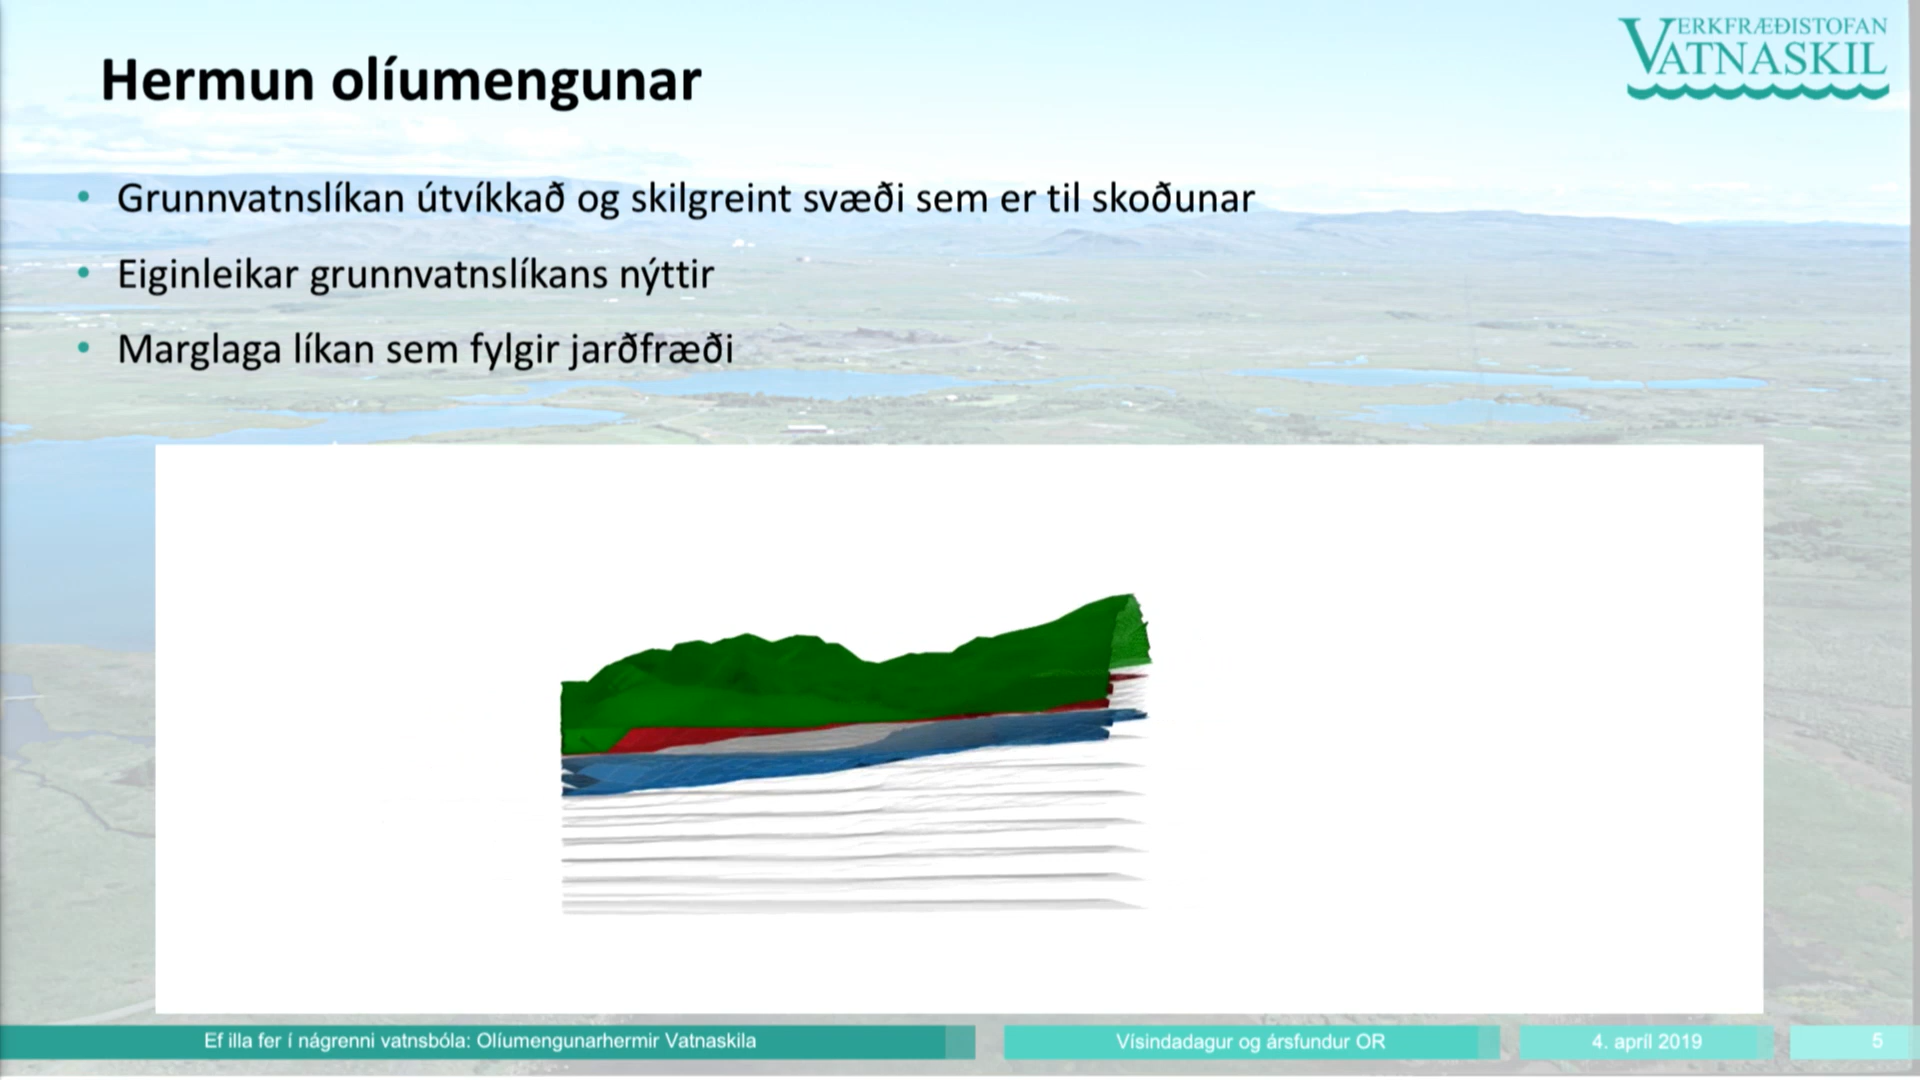 VERKFRÆÐISTOFAN
VATNASKIL
Hermun olíumengunar
• Grunnvatnslíkan útvíkkað og skilgreint svæði sem er til skoðunar
• Eiginleikar grunnvatnslíkans nýttir
• Marglaga líkan sem fylgir jarðfræði
Ef illa fer í nágrenni vatnsbóla: Olíumengunarhermir Vatnaskila
Vísindadagur og ársfundur OR
4. apríl 2019
5